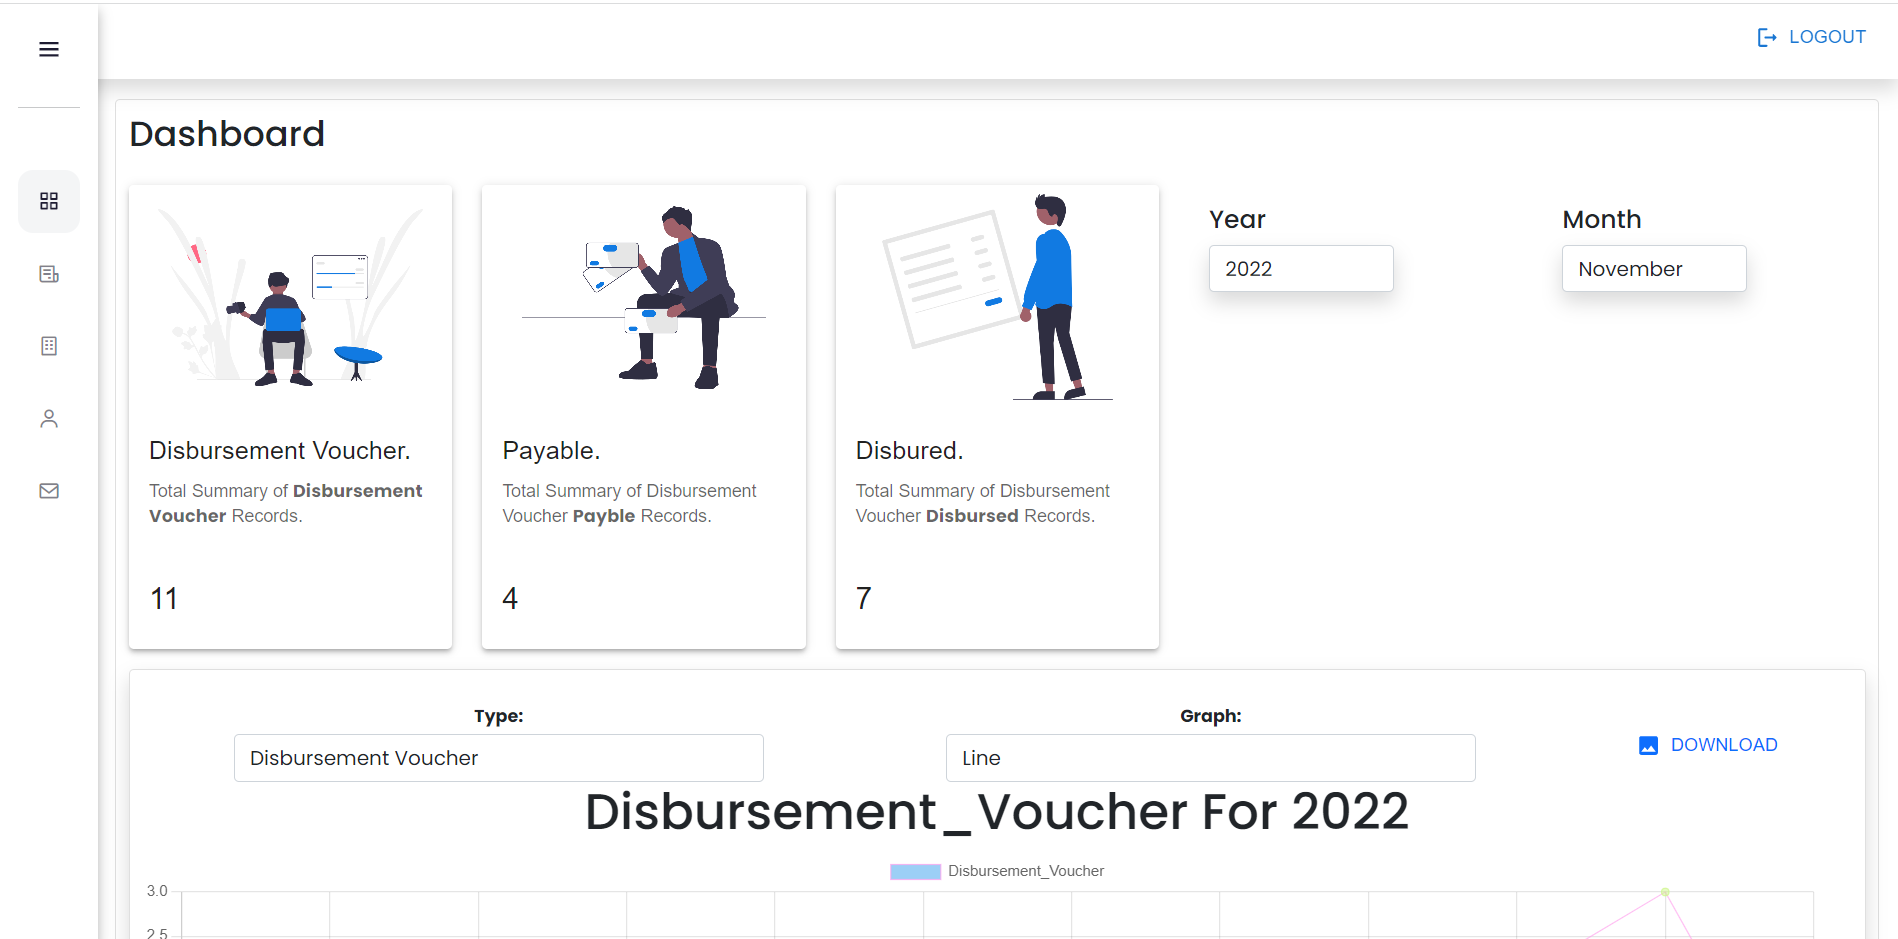 LOGOUT
Dashboard
Year
Month
2022
November
Disbursement Voucher.
Total Summary of Disbursement
Voucher Records.
11
Payable.
Total Summary of Disbursement
Voucher Payble Records.
4
Disbured.
Total Summary of Disbursement
Voucher Disbursed Records.
7
Type:
Disbursement Voucher
Graph:
Line
DOWNLOAD
Disbursement_Voucher For 2022
Disbursement_Voucher
3.0
2.5